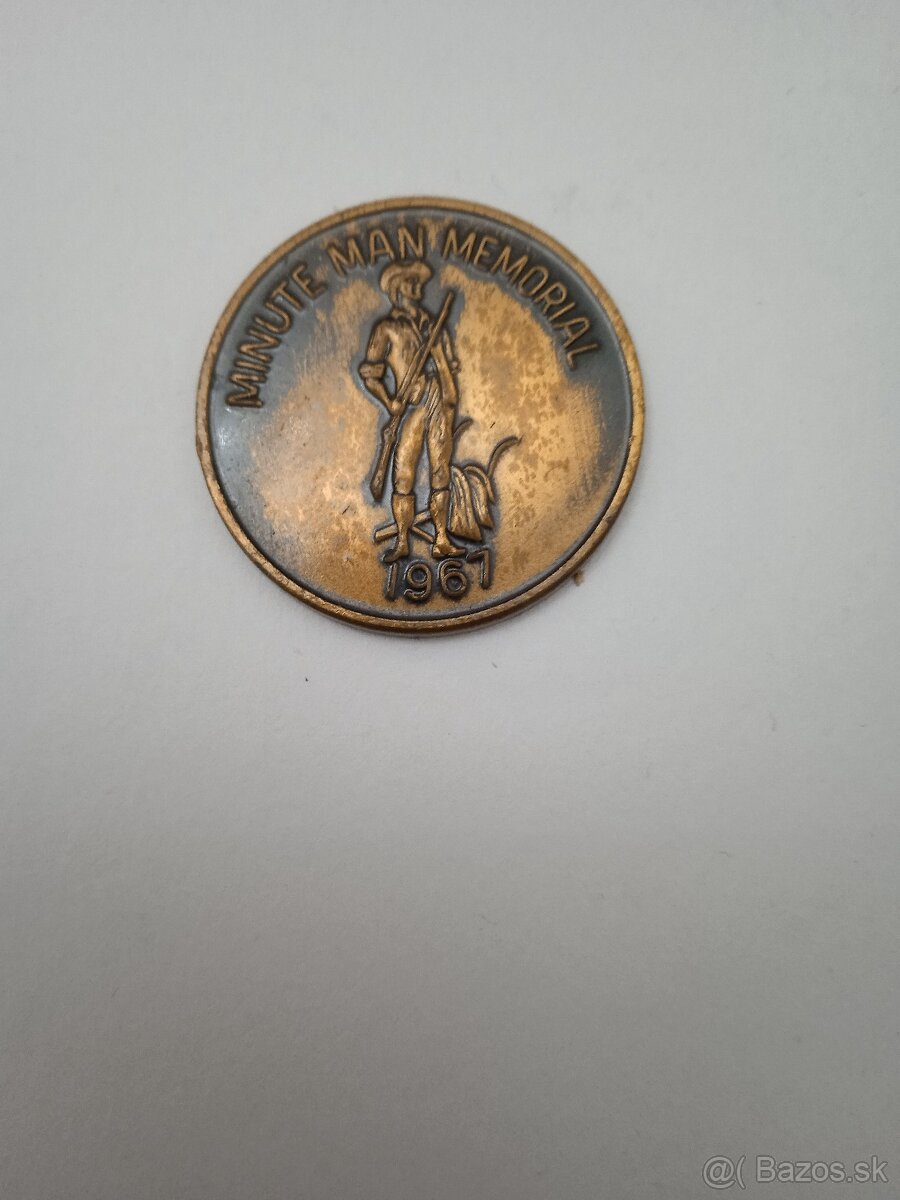 MINUTE MAN MEMORIAL
1967
@( Bazos.sk